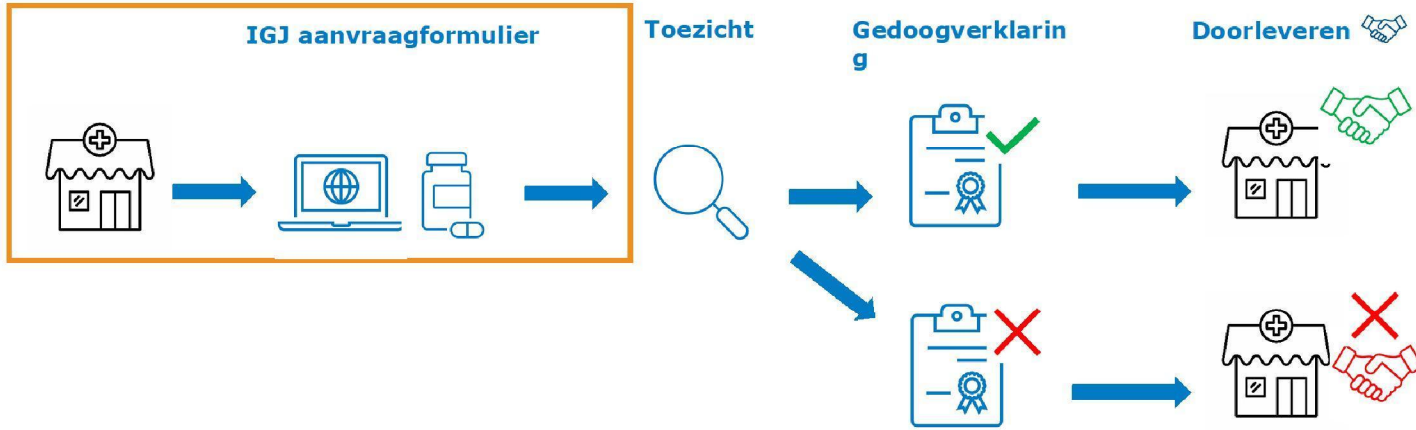 IGJ aanvraagformulier
Toezicht
Gedoogverklarin
g
Doorleveren